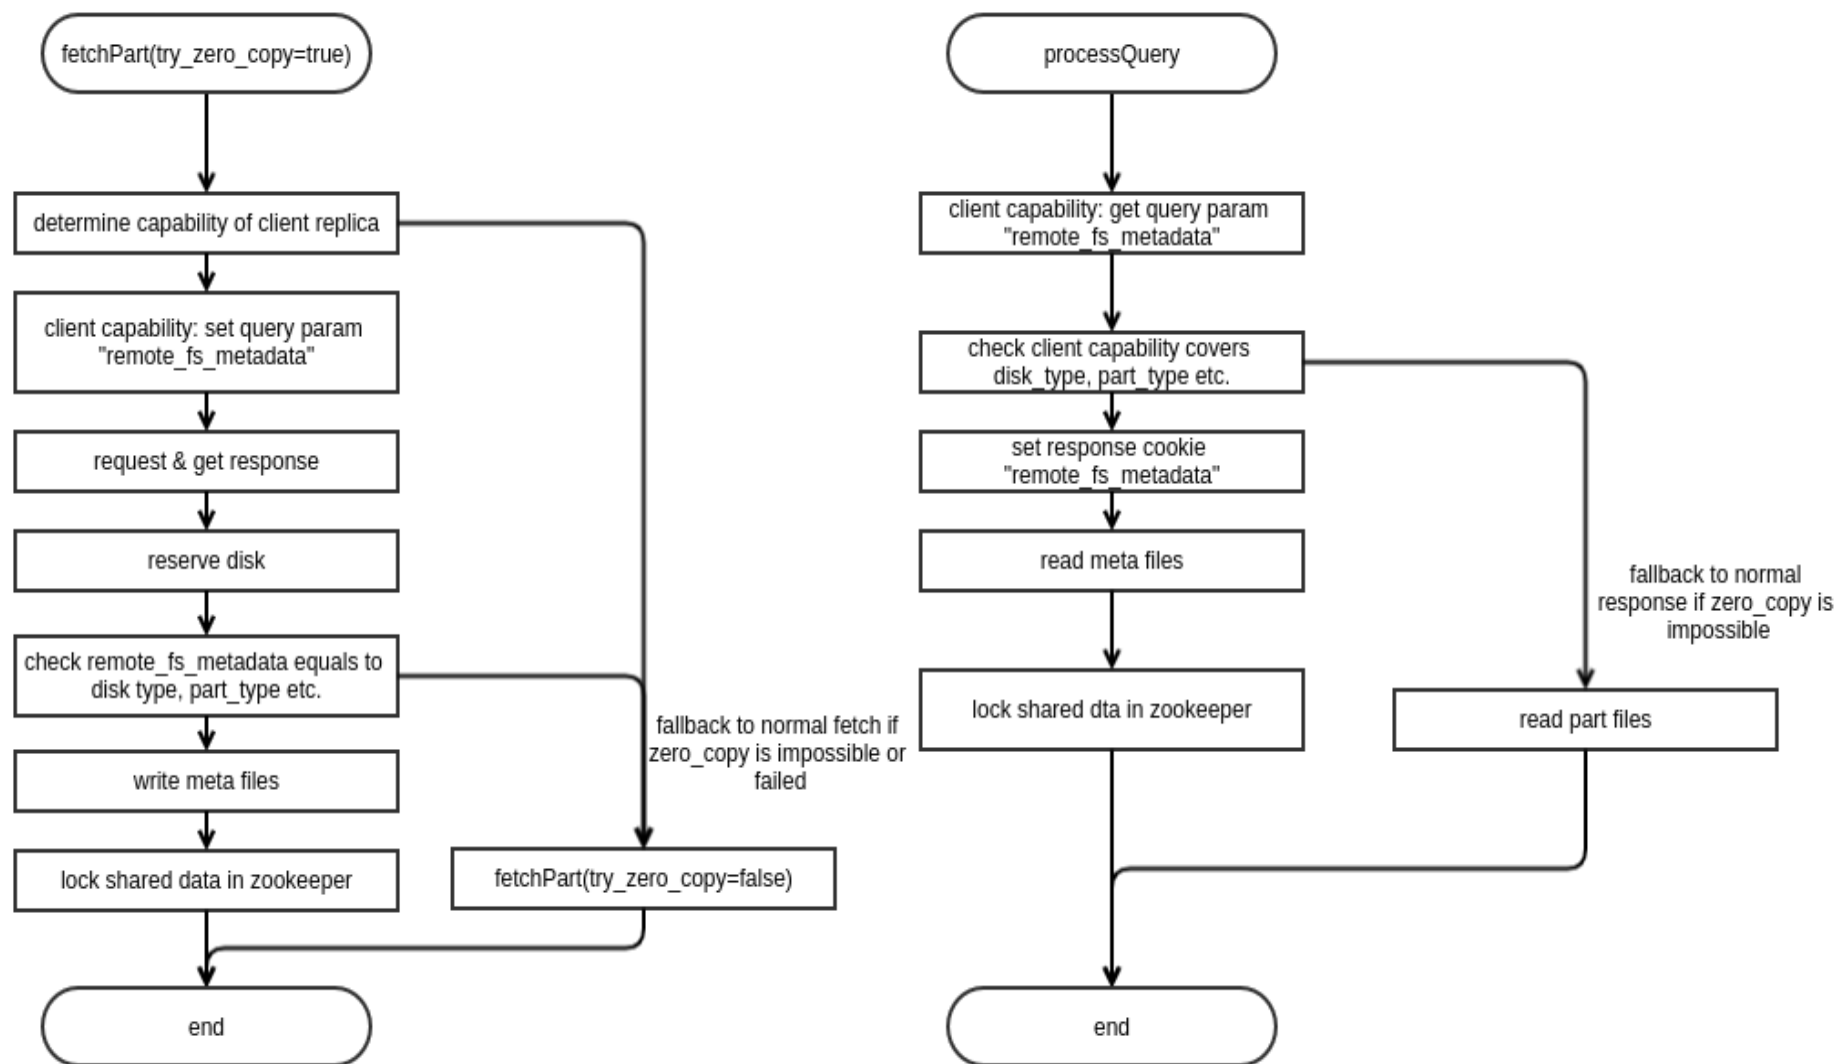 fetchPart(try_zero_copy=true)
determine capability of client replica
client capability: set query param
"remote_fs_metadata"
request & get response
reserve disk
check remote_fs_metadata equals to
disk type, part_type etc.
write meta files
lock shared data in zookeeper
fallback to normal fetch if
zero_copy is impossible or
failed
fetchPart(try_zero_copy=false)
end
processQuery
client capability: get query param
"remote_fs_metadata"
check client capability covers
disk_type, part_type etc.
set response cookie
"remote_fs_metadata"
read meta files
lock shared dta in zookeeper
fallback to normal
response if zero_copy is
impossible
read part files
end